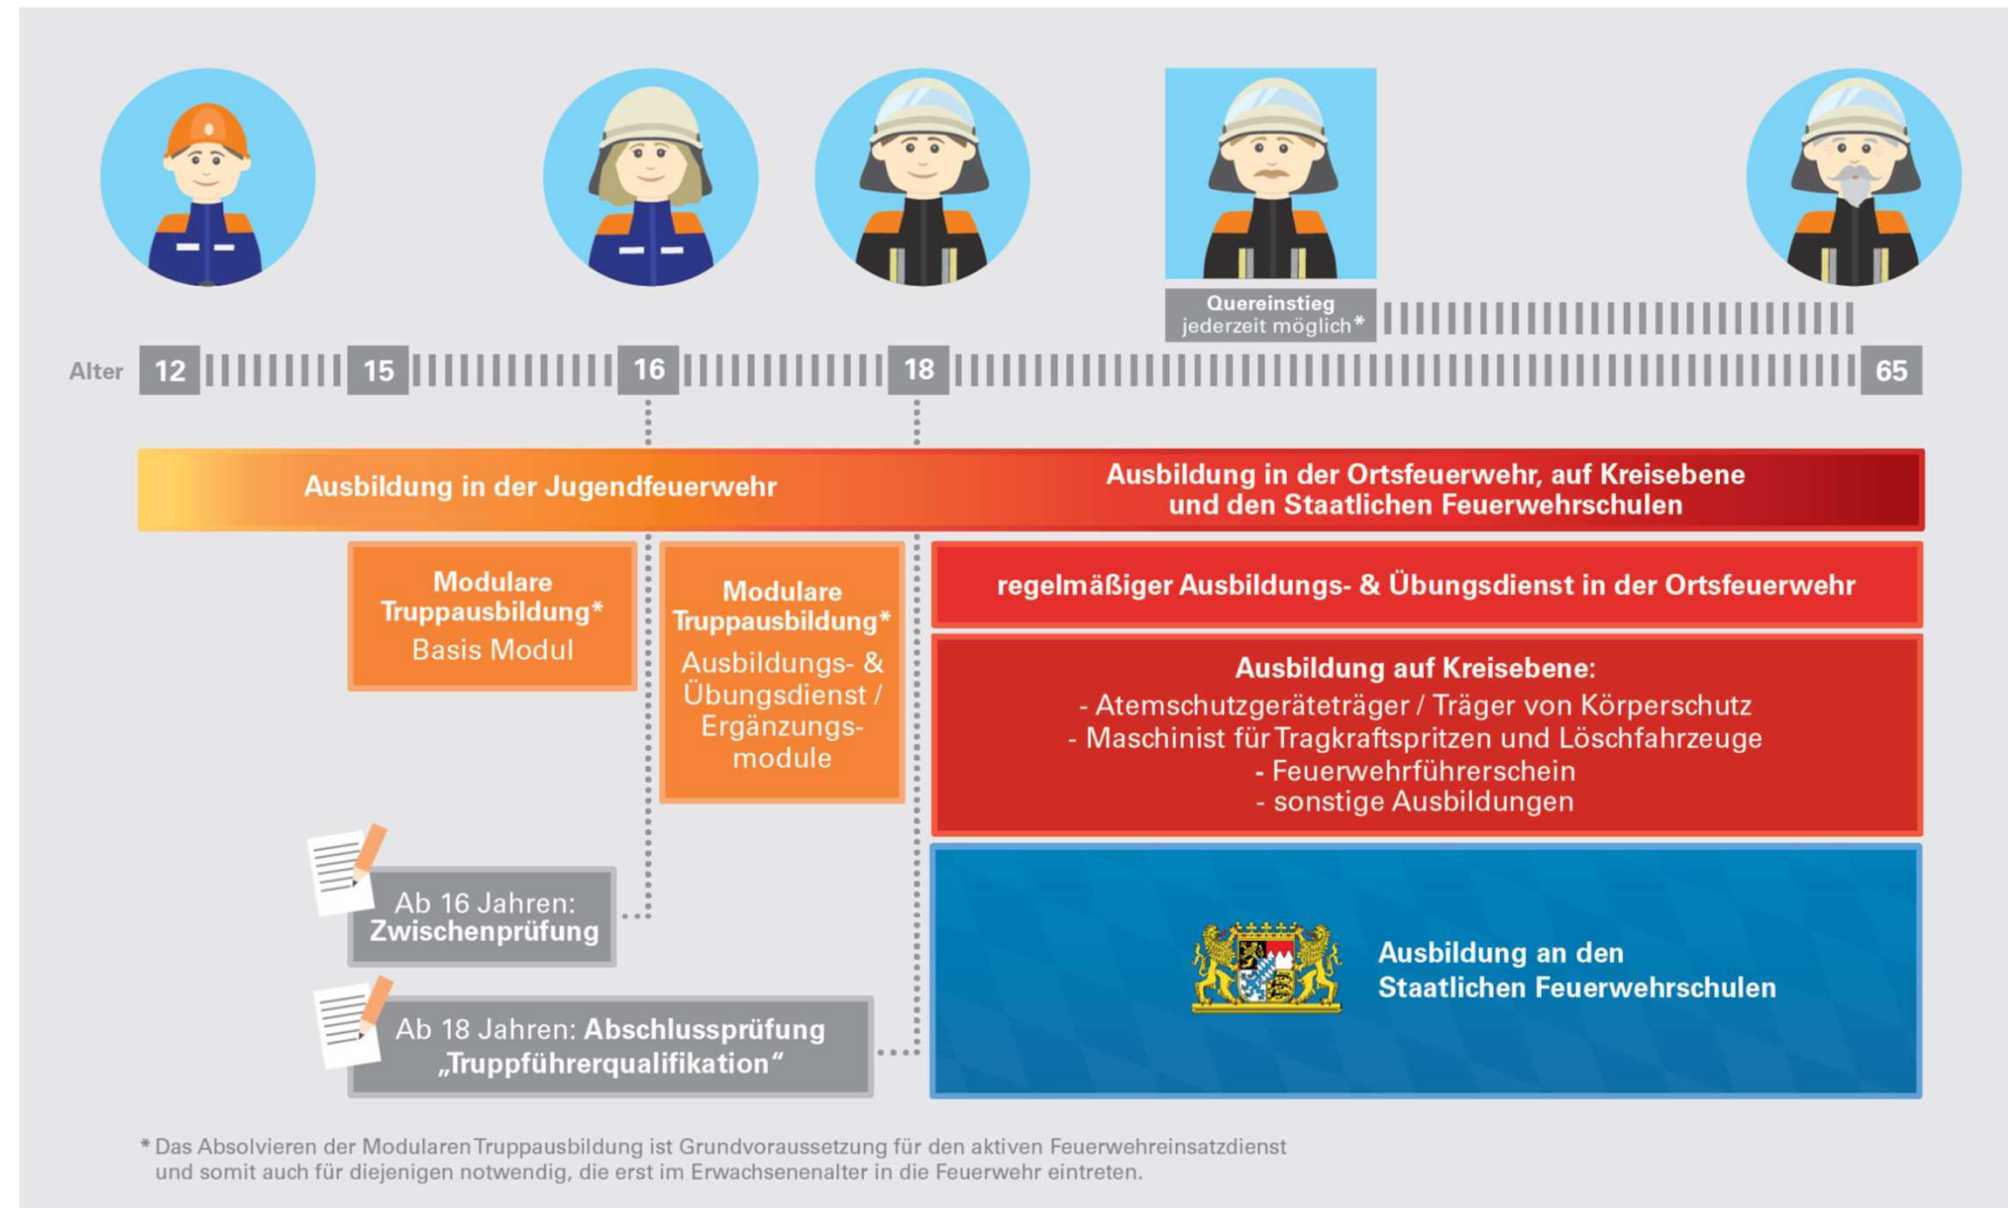 Quereinstieg
jederzeit möglich*
Alter 12 15 16 18 65
Ausbildung in der Jugendfeuerwehr
Ausbildung in der Ortsfeuerwehr, auf Kreisebene
und den Staatlichen Feuerwehrschulen
Modulare
Truppausbildung*
Basis Modul
Modulare
Truppausbildung*
Ausbildungs- &
Übungsdienst /
Ergänzungs-
module
regelmäßiger Ausbildungs- & Übungsdienst in der Ortsfeuerwehr
Ausbildung auf Kreisebene:
- Atemschutzgeräteträger / Träger von Körperschutz
- Maschinist für Tragkraftspritzen und Löschfahrzeuge
- Feuerwehrführerschein
- sonstige Ausbildungen
Ab 16 Jahren:
Zwischenprüfung
Ab 18 Jahren: Abschlussprüfung
„Truppführerqualifikation“
Ausbildung an den
Staatlichen Feuerwehrschulen
* Das Absolvieren der Modularen Truppausbildung ist Grundvoraussetzung für den aktiven Feuerwehreinsatzdienst
und somit auch für diejenigen notwendig, die erst im Erwachsenenalter in die Feuerwehr eintreten.